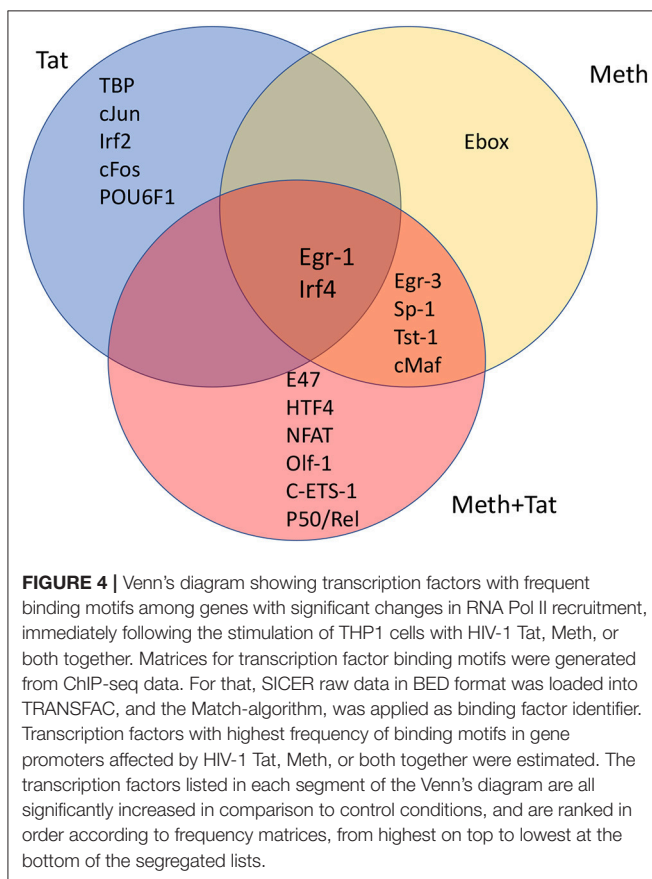 Tat
Meth
TBP
cJun
Irf2
cFos
POU6F1
Ebox
Egr-1
Irf4
Egr-3
Sp-1
Tst-1
cMaf
E47
HTF4
NFAT
Olf-1
C-ETS-1
P50/Rel
Meth+Tat
FIGURE 4 | Venn's diagram showing transcription factors with frequent
binding motifs among genes with significant changes in RNA Pol II recruitment,
immediately following the stimulation of THP1 cells with HIV-1 Tat, Meth, or
both together. Matrices for transcription factor binding motifs were generated
from ChIP-seq data. For that, SICER raw data in BED format was loaded into
TRANSFAC, and the Match-algorithm, was applied as binding factor identifier.
Transcription factors with highest frequency of binding motifs in gene
promoters affected by HIV-1 Tat, Meth, or both together were estimated. The
transcription factors listed in each segment of the Venn's diagram are all
significantly increased in comparison to control conditions, and are ranked in
order according to frequency matrices, from highest on top to lowest at the
bottom of the segregated lists.